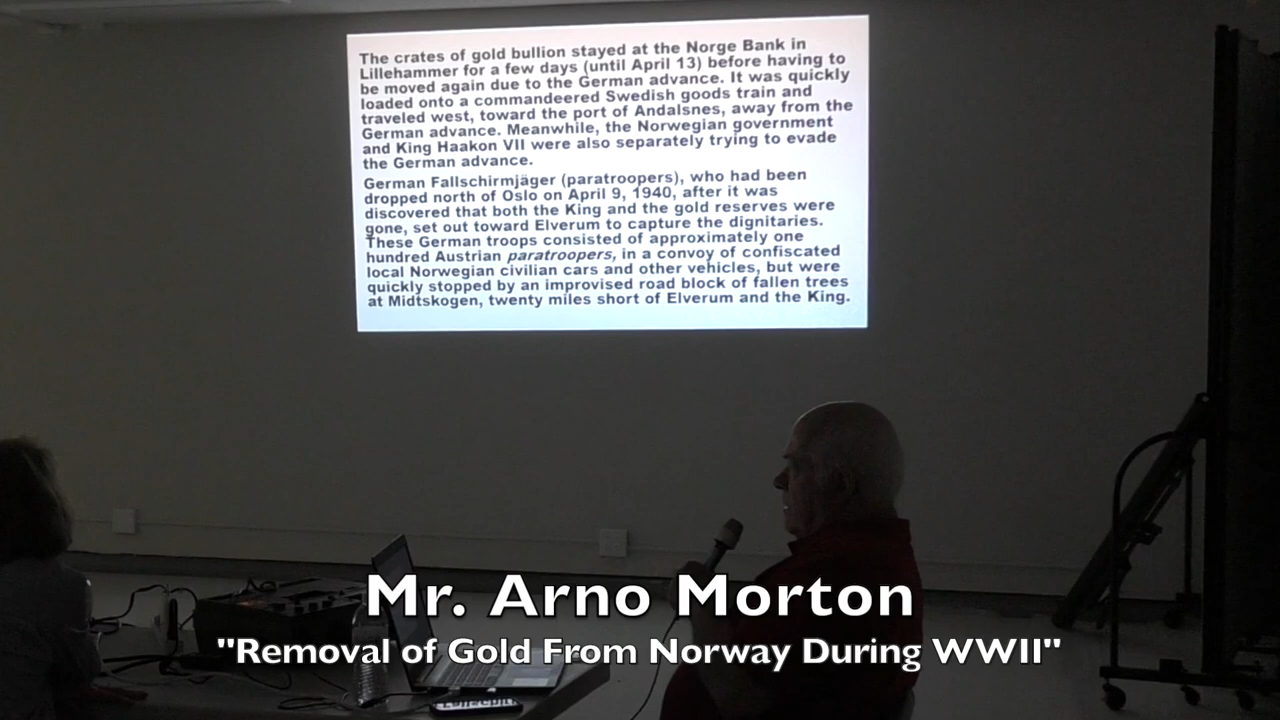 The crates of gold bullion stayed at the Norge Bank in
Lillehammer for a few days (until April 13) before having to
be moved again due to the German advance. It was quickly
loaded onto a commandeered Swedish goods train and
traveled west, toward the port of Andalsnes, away from the
German advance. Meanwhile, the Norwegian government
and King Haakon VII were also separately trying to evade
the German advance.
German Fallschirmjäger (paratroopers), who had been
dropped north of Oslo on April 9, 1940, after it was
discovered that both the King and the gold reserves were
gone, set out toward Elverum to capture the dignitaries.
These German troops consisted of approximately one
hundred Austrian paratroopers, in a convoy of confiscated
local Norwegian civilian cars and other vehicles, but were
quickly stopped by an improvised road block of fallen trees
at Midtskogen, twenty miles short of Elverum and the King.
Mr. Arno Morton
"Removal of Gold From Norway During WWII"